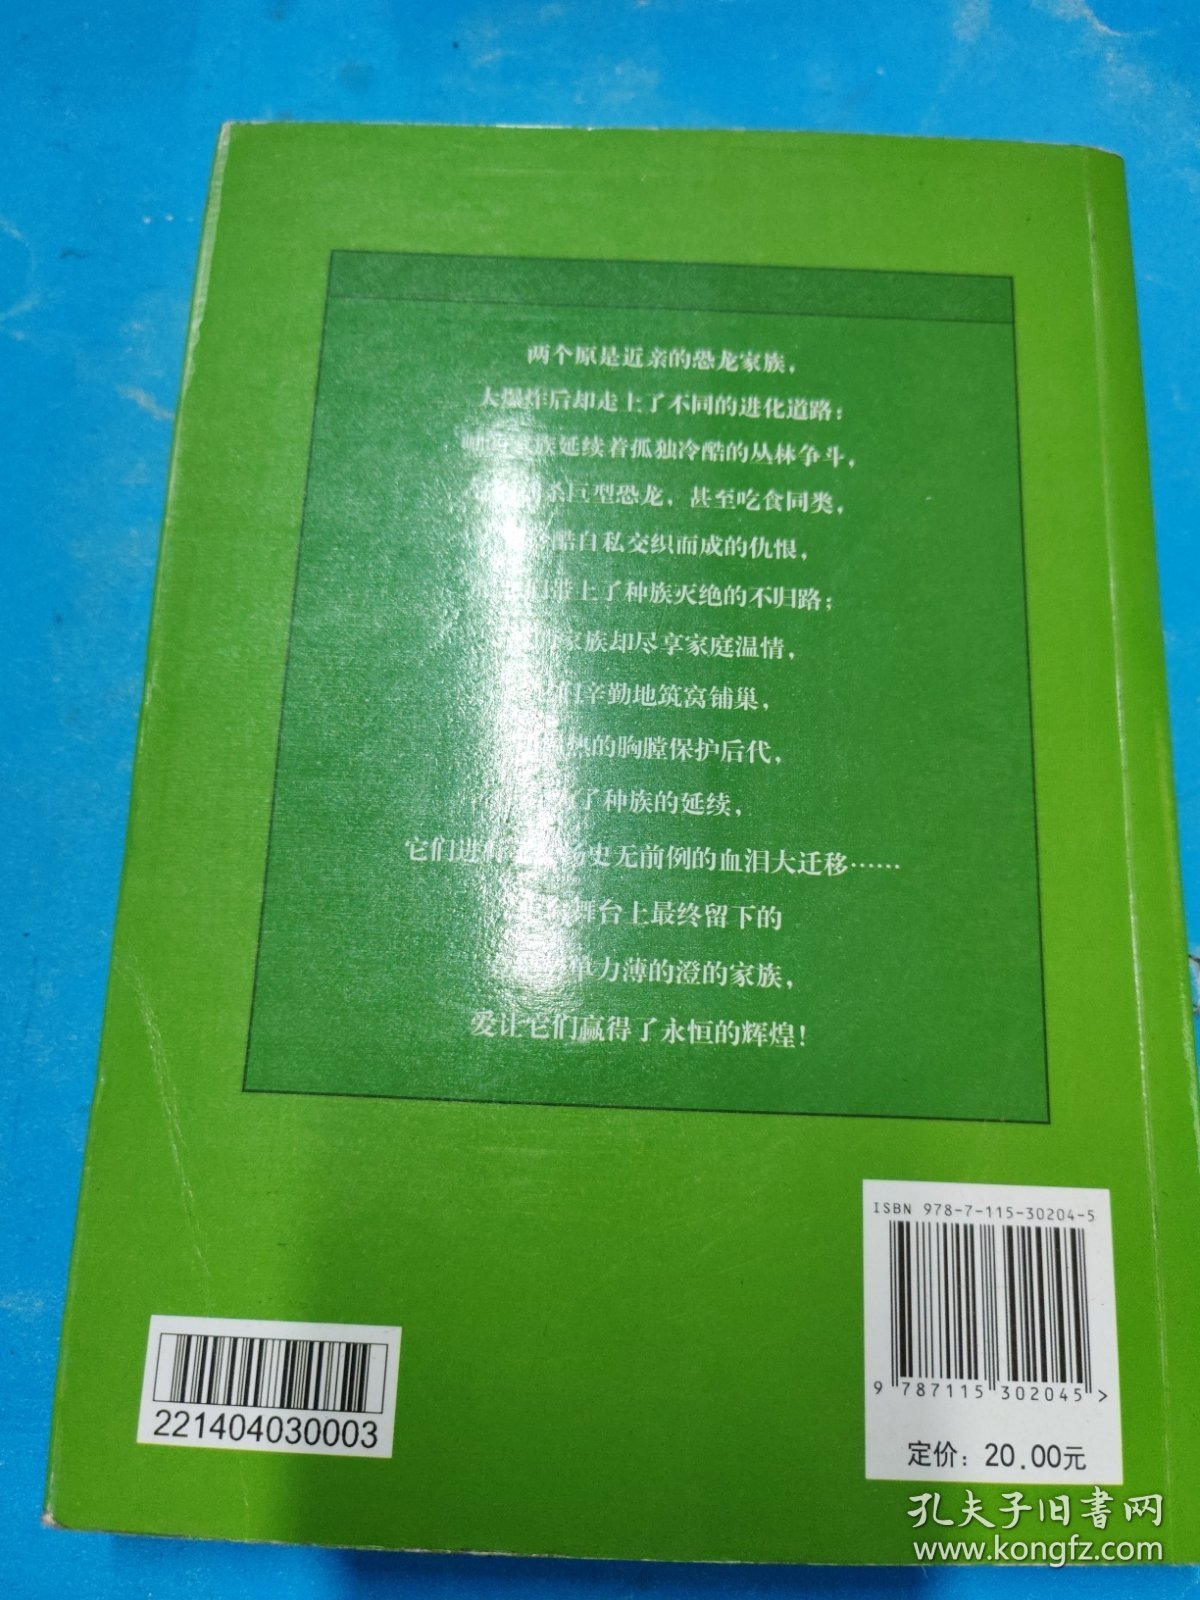 两个原是近亲的恐龙家族，
大爆炸后却走上了不同的进化道路：
族延续着孤独冷酷的丛林争斗，
杀巨型恐龙，甚至吃食同类，
酷自私交织而成的仇恨，
带上了种族灭绝的不归路；
家族却尽享家庭温情，
们辛勤地筑窝铺巢，
热的胸膛保护后代，
了种族的延续，
它们进行 场史无前例的血泪大迁移……
舞台上最终留下的
单力薄的澄的家族，
爱让它们赢得了永恒的辉煌！
ISBN 978-7-115-30204-5
9 787115 302045 >
定价：20.00元
221404030003
孔夫子旧书网
www.kongfz.com